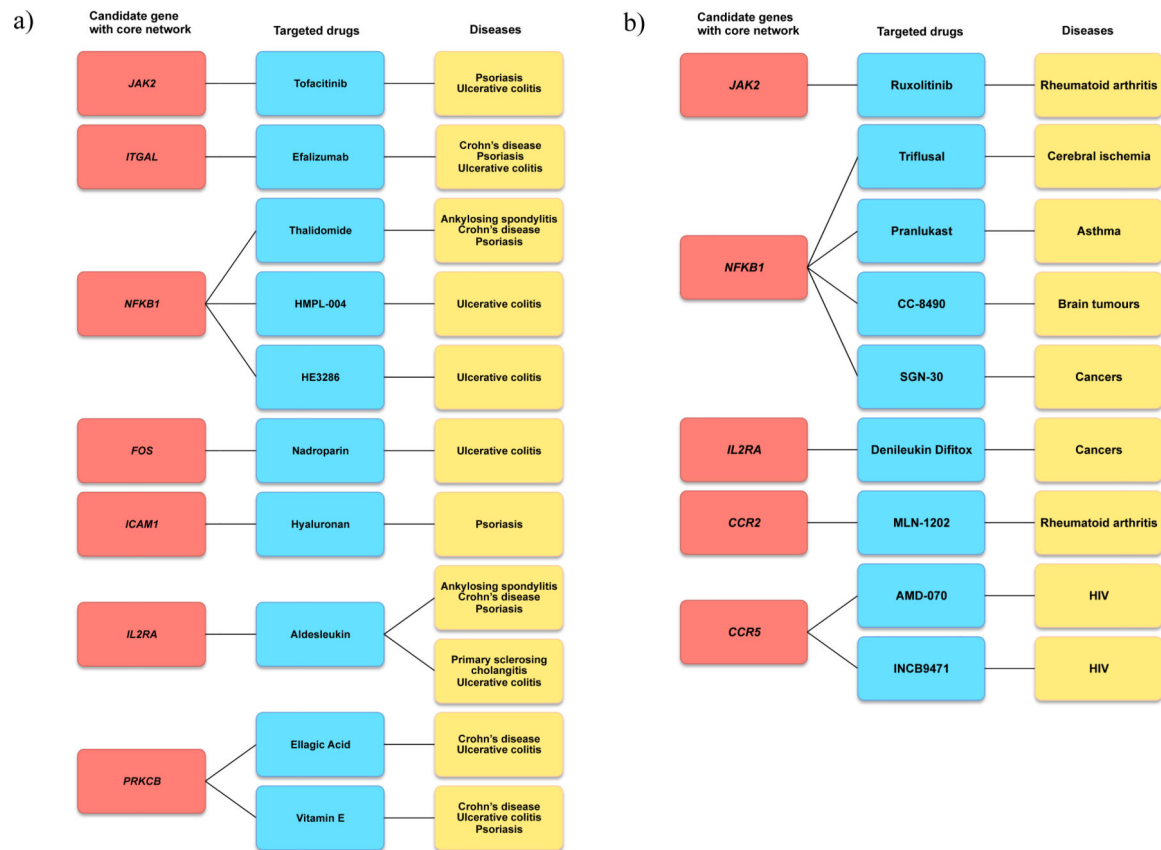 a)
Candidate gene
with core network
Targeted drugs
Diseases
JAK2
Tofacitinib
Psoriasis
Ulcerative colitis
ITGAL
Efalizumab
Crohn's disease
Psoriasis
Ulcerative colitis
NFKB1
Thalidomide
Ankylosing spondylitis
Crohn's disease
Psoriasis
HMPL-004
Ulcerative colitis
HE3286
Ulcerative colitis
FOS
Nadroparin
Ulcerative colitis
ICAM1
Hyaluronan
Psoriasis
IL2RA
Aldesleukin
Ankylosing spondylitis
Crohn's disease
Psoriasis
Primary sclerosing
cholangitis
Ulcerative colitis
PRKCB
Ellagic Acid
Crohn's disease
Ulcerative colitis
Vitamin E
Crohn's disease
Ulcerative colitis
Psoriasis
b)
Candidate genes
with core network
Targeted drugs
Diseases
JAK2
Ruxolitinib
Rheumatoid arthritis
NFKB1
Triflusal
Cerebral ischemia
Pranlukast
Asthma
CC-8490
Brain tumours
SGN-30
Cancers
IL2RA
Denileukin Difitox
Cancers
CCR2
MLN-1202
Rheumatoid arthritis
CCR5
AMD-070
HIV
INCB9471
HIV